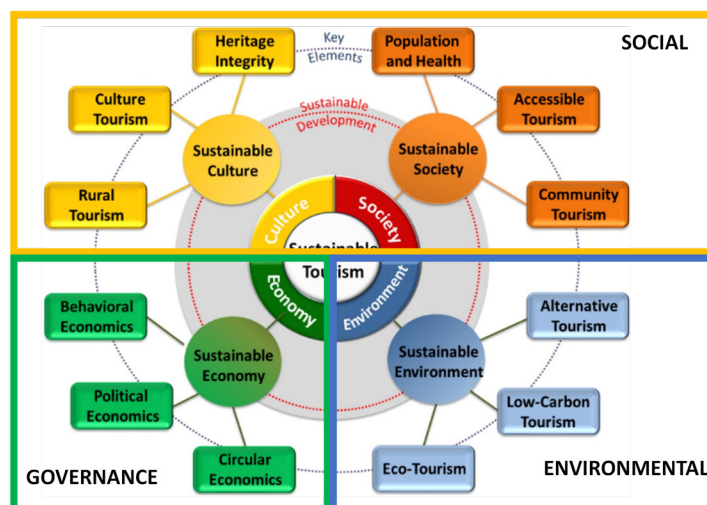 SOCIAL
Key
Elements
Heritage
Integrity
Population
and Health
Culture
Tourism
Accessible
Tourism
Sustainable
Development
Sustainable
Culture
Sustainable
Society
Rural
Tourism
Community
Tourism
Culture
Society
Sustainable
Tourism
Economy
Environment
Behavioral
Economics
Alternative
Tourism
Sustainable
Economy
Sustainable
Environment
Political
Economics
Low-Carbon
Tourism
Circular
Economics
Eco-Tourism
GOVERNANCE
ENVIRONMENTAL